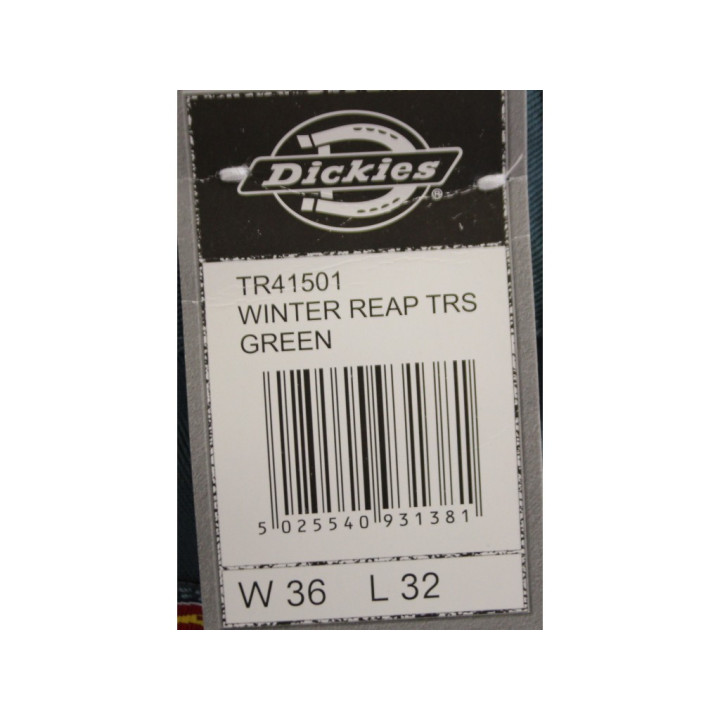 Dickies®
TR41501
WINTER REAP TRS
GREEN
5 025540 931381
W 36 L 32